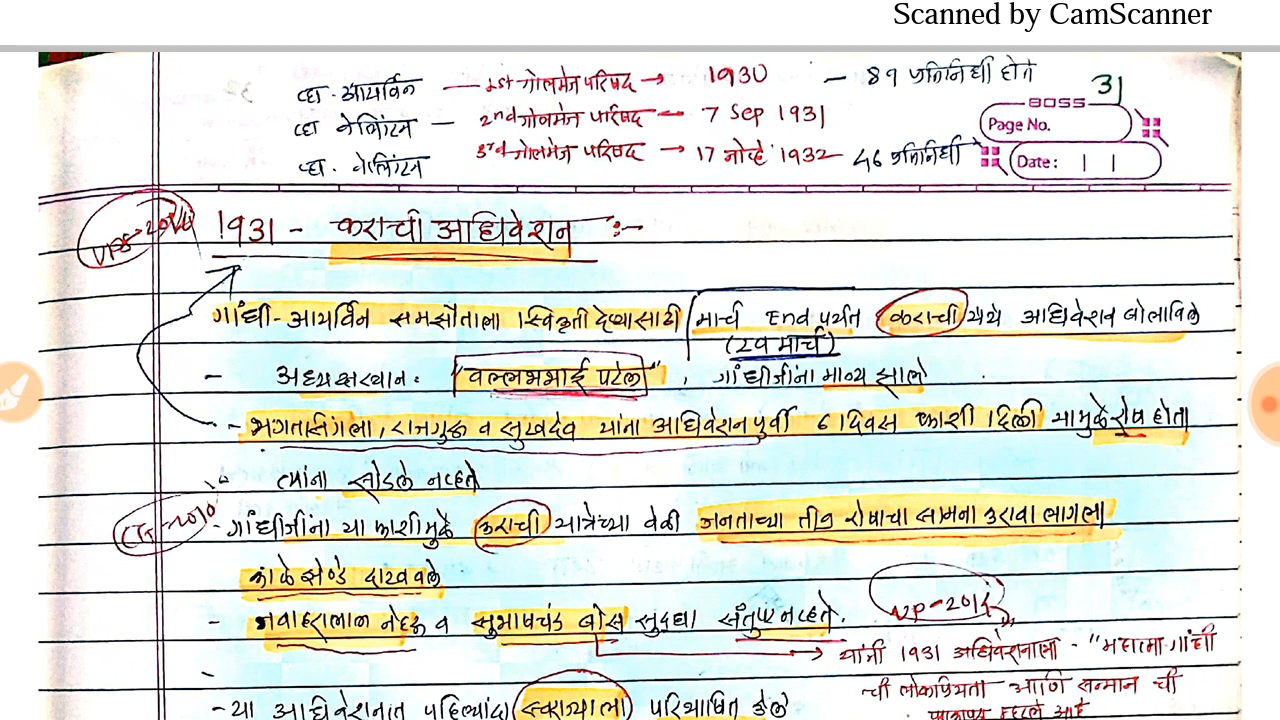 Scanned by CamScanner
व्हा. आयर्विन — 1st गोलमेज परिषद → 1930 – 89 प्रतिनिधी होते
31
व्हा वेलिंग्टन – 2nd गोलमेज परिषद – 7 Sep 1931
BOSS
Page No.
व्हा. वेलिंग्टन 3rd गोलमेज परिषद → 17 नोव्हें 1932 – 46 प्रतिनिधी
Date:
1931 - कराची अधिवेशन :-
गांधी-आयर्विन समझौताला स्विकृती देण्यासाठी मार्च End पर्यंत कराची येथे अधिवेशन बोलाविले
(29 मार्च)
- अध्यक्षस्थान: "वल्लभभाई पटेल", गांधीजींना मान्य झाले
- भगतसिंगला, राजगुरू व सुखदेव यांना अधिवेशनपूर्वी 6 दिवस फाशी दिली यामुळे रोष होता
त्यांना सोडले नव्हते
- गांधीजींना या फाशीमुळे कराची यात्रेच्या वेळी जनताच्या तीव्र रोषाचा सामना करावा लागला
काळे झेण्डे दाखवले
UP-2014
- जवाहरलाल नेहरू व सुभाषचंद्र बोस सुद्धा संतुष्ट नव्हते.
→ यांनी 1931 अधिवेशनाला - "महात्मा गांधी
ची लोकप्रियता आणि सन्मान ची
म्हटले आहे
- या अधिवेशनात पहिल्यांदा स्वराज्याला परिभाषित केले